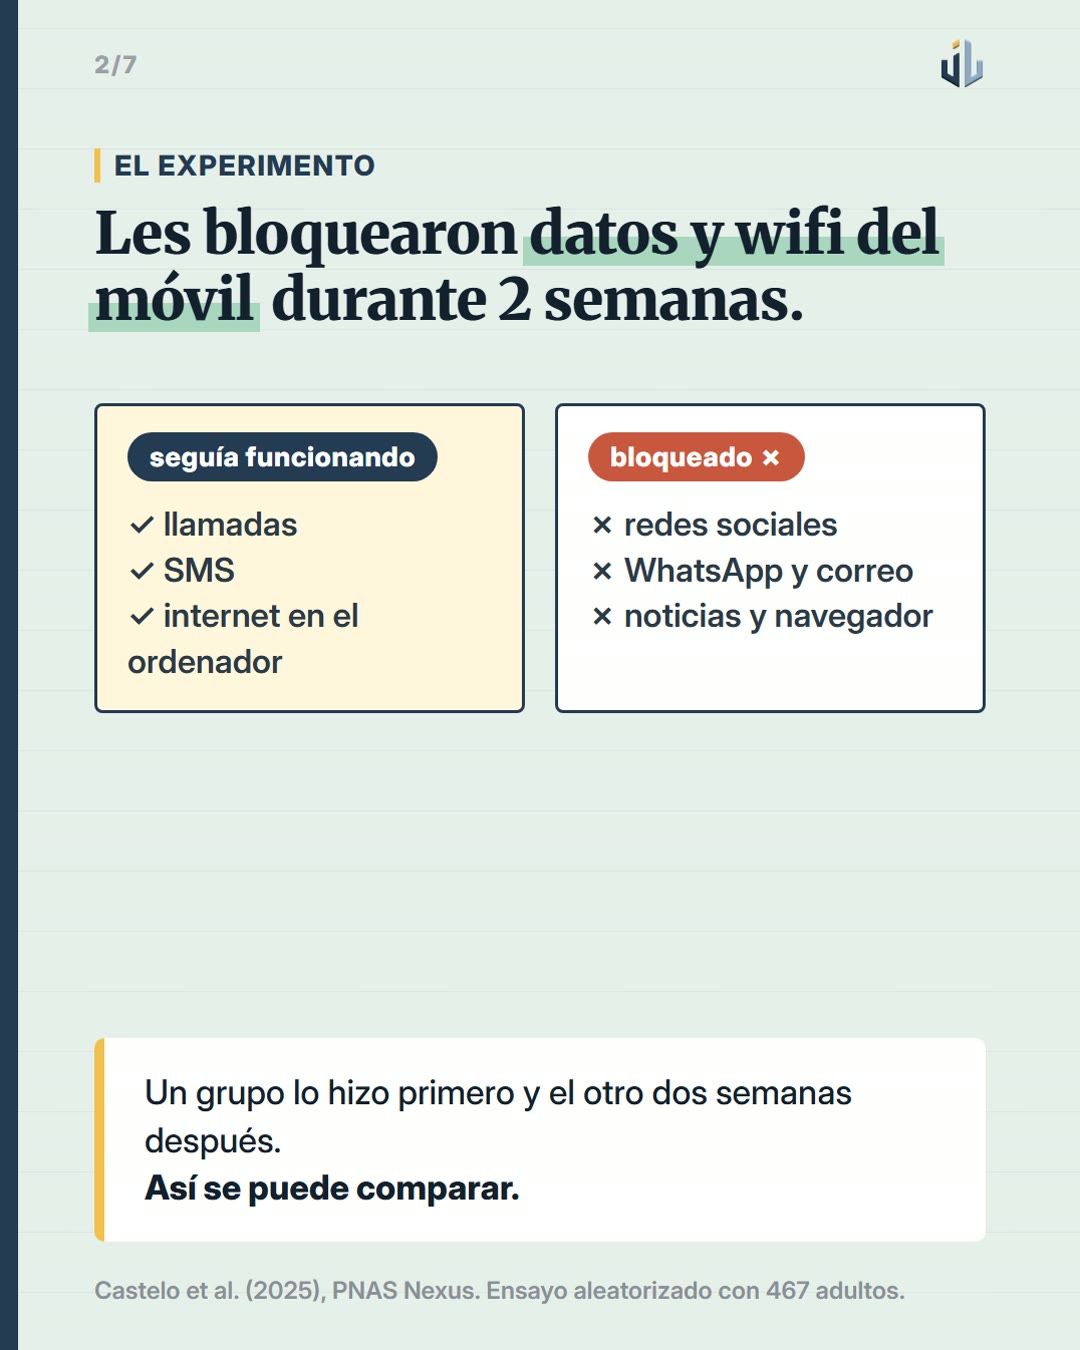 2/7
EL EXPERIMENTO
Les bloquearon datos y wifi del
móvil durante 2 semanas.
seguía funcionando
✓ llamadas
✓ SMS
✓ internet en el
ordenador
bloqueado ×
× redes sociales
× WhatsApp y correo
× noticias y navegador
Un grupo lo hizo primero y el otro dos semanas
después.
Así se puede comparar.
Castelo et al. (2025), PNAS Nexus. Ensayo aleatorizado con 467 adultos.